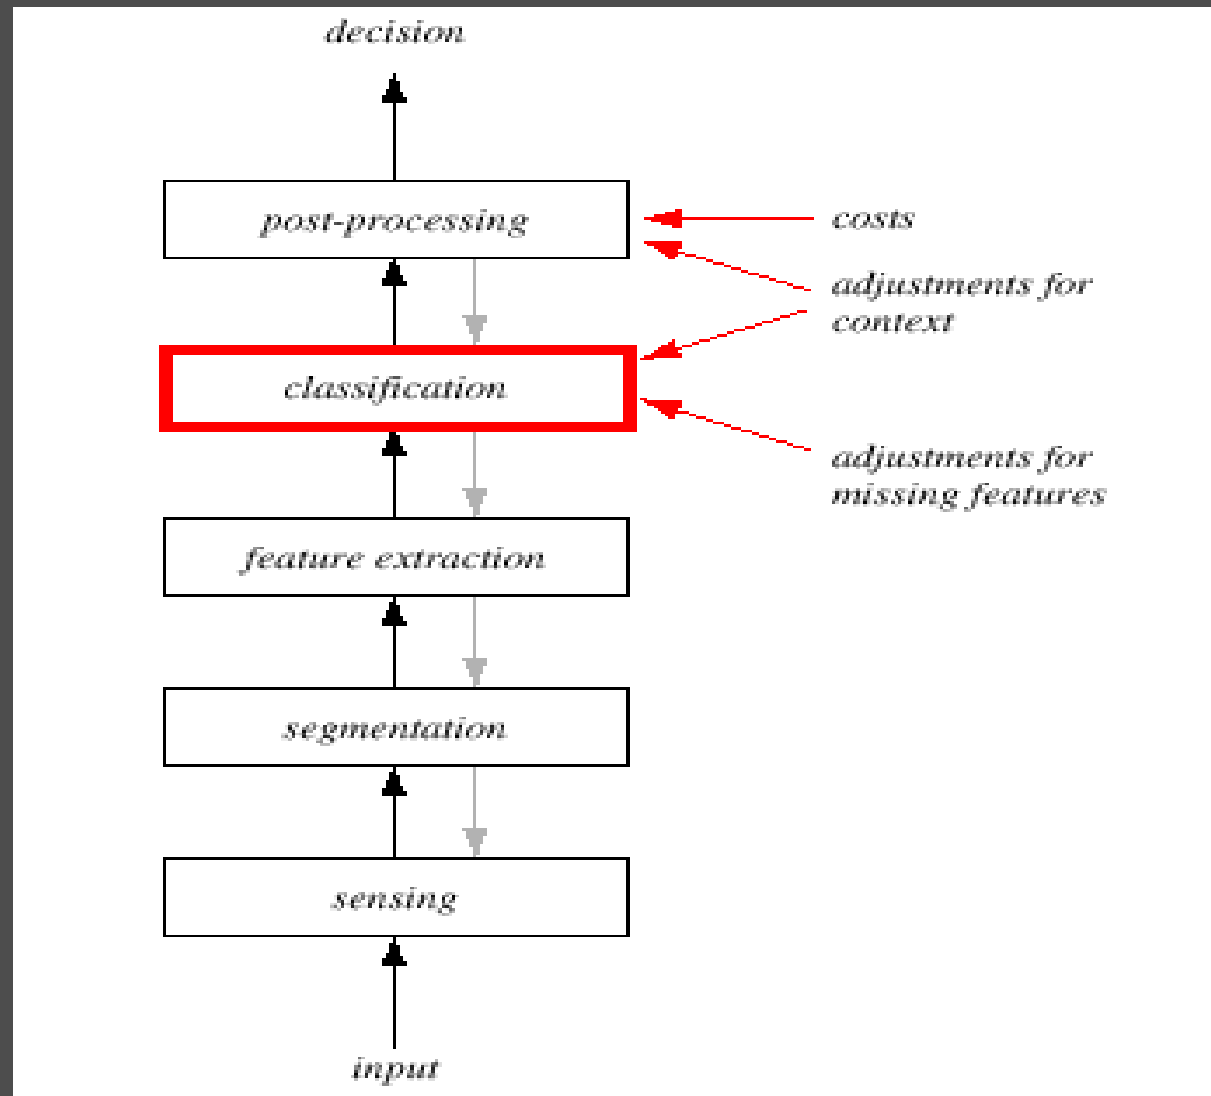 decision
post-processing
costs
adjustments for
context
classification
adjustments for
missing features
feature extraction
segmentation
sensing
input